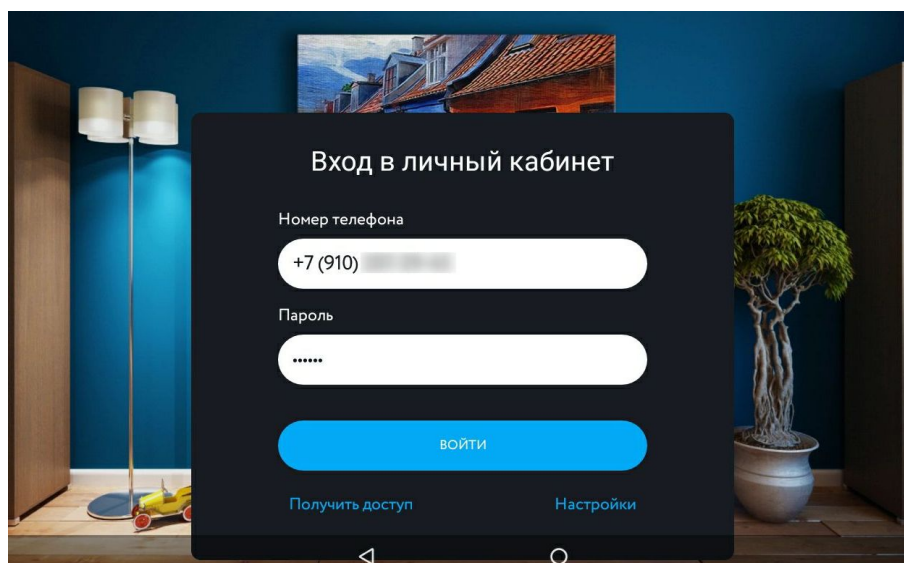 Вход в личный кабинет
Номер телефона
+7 (910)
Пароль
••••••
ВОЙТИ
Получить доступ
Настройки